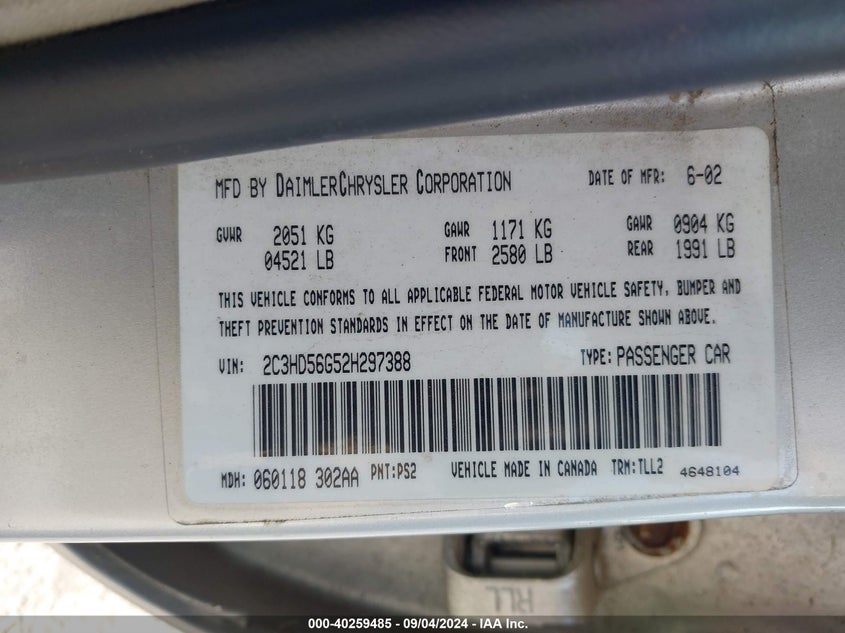 MFD BY DAIMLERCHRYSLER CORPORATION DATE OF MFR: 6-02
GVWR 2051 KG GAWR 1171 KG GAWR 0904 KG
04521 LB FRONT 2580 LB REAR 1991 LB
THIS VEHICLE CONFORMS TO ALL APPLICABLE FEDERAL MOTOR VEHICLE SAFETY, BUMPER AND
THEFT PREVENTION STANDARDS IN EFFECT ON THE DATE OF MANUFACTURE SHOWN ABOVE.
VIN: 2C3HD56G52H297388 TYPE: PASSENGER CAR
MDH: 060118 302AA PNT:PS2 VEHICLE MADE IN CANADA TRM:TLL2 4648104
RLL
000-40259485 - 09/04/2024 - IAA Inc.